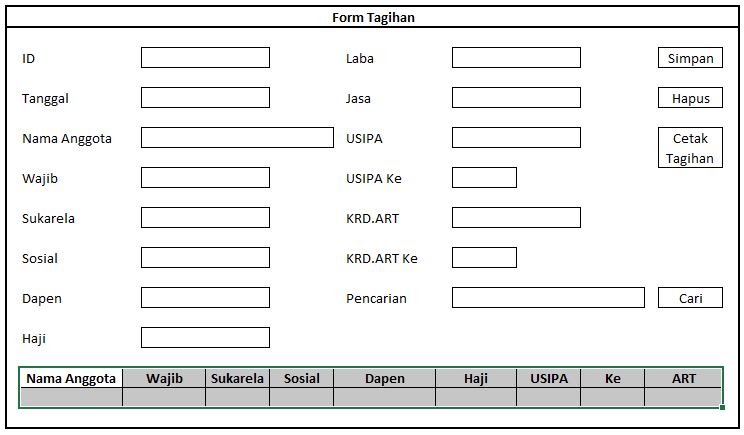 Form Tagihan
ID Laba Simpan
Tanggal Jasa Hapus
Nama Anggota USIPA Cetak
Tagihan
Wajib USIPA Ke
Sukarela KRD.ART
Sosial KRD.ART Ke
Dapen Pencarian Cari
Haji
Nama Anggota Wajib Sukarela Sosial Dapen Haji USIPA Ke ART